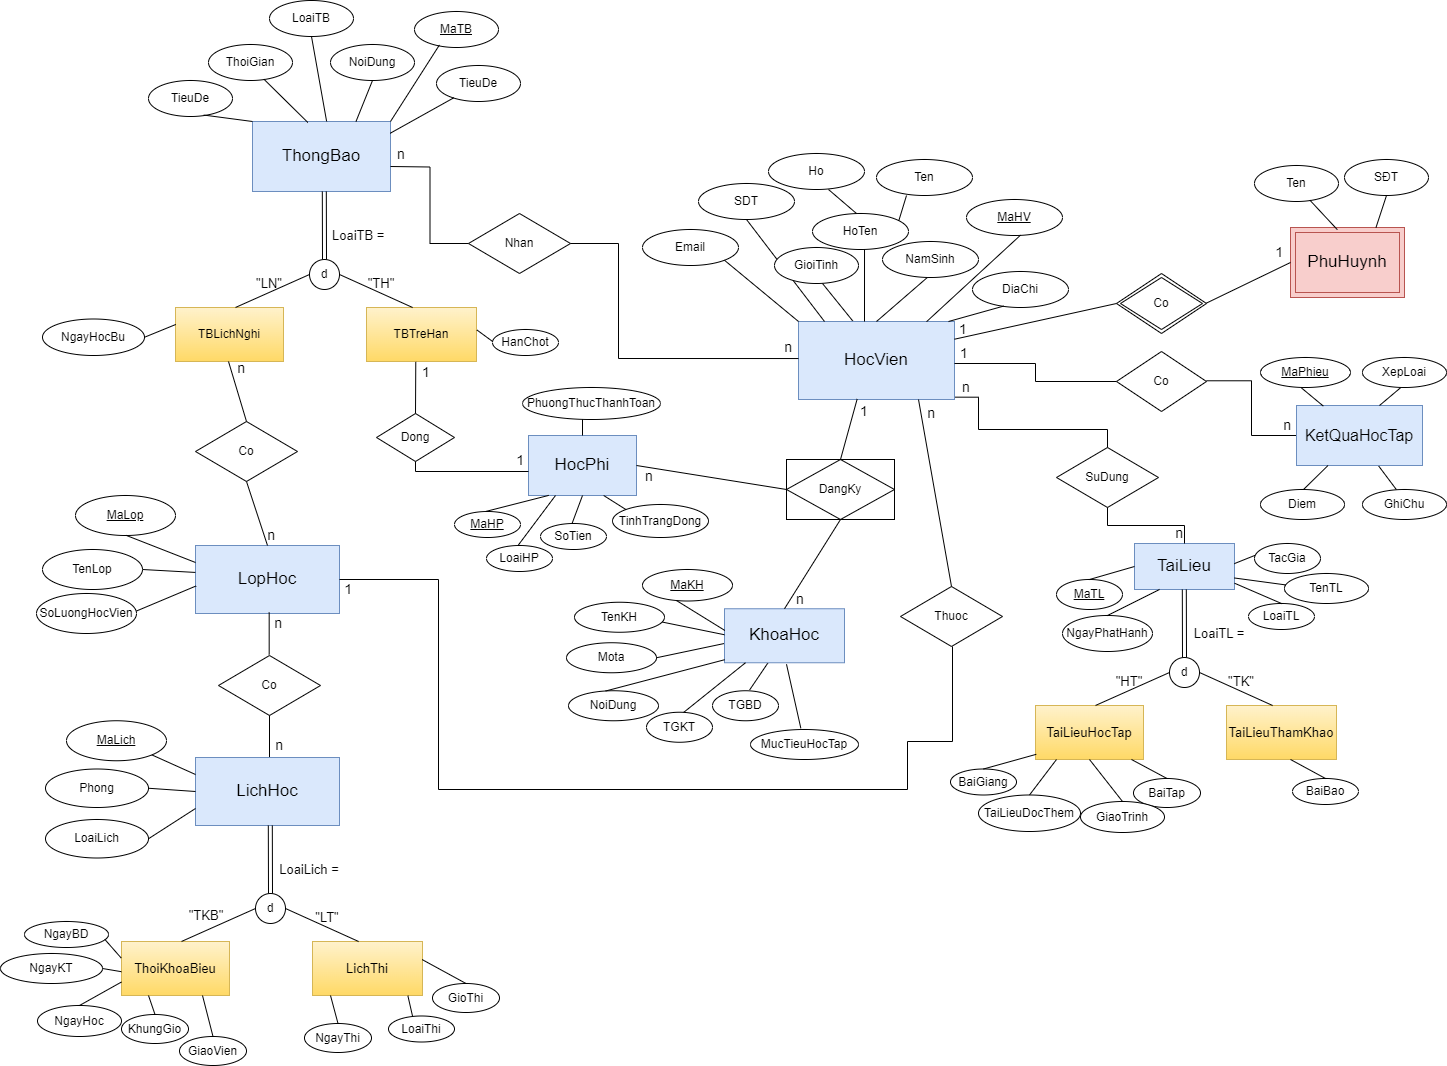 LoaiTB
MaTB
ThoiGian
NoiDung
TieuDe
TieuDe
ThongBao
n
LoaiTB =
d
"LN"
"TH"
NgayHocBu
TBLichNghi
TBTreHan
HanChot
n
1
Nhan
n
Ho
Ten
SDT
HoTen
MaHV
Email
GioiTinh
NamSinh
DiaChi
HocVien
1
1
n
1
n
Co
1
Ten
SĐT
PhuHuynh
Co
n
MaPhieu
XepLoai
KetQuaHocTap
Diem
GhiChu
Co
Dong
1
PhuongThucThanhToan
HocPhi
n
MaHP
LoaiHP
SoTien
TinhTrangDong
DangKy
SuDung
n
MaLop
TenLop
SoLuongHocVien
n
LopHoc
1
n
MaKH
TenKH
Mota
NoiDung
TGKT
TGBD
MucTieuHocTap
n
KhoaHoc
Thuoc
TaiLieu
TacGia
TenTL
LoaiTL
MaTL
NgayPhatHanh
LoaiTL =
d
"HT"
"TK"
TaiLieuHocTap
TaiLieuThamKhao
BaiGiang
TaiLieuDocThem
GiaoTrinh
BaiTap
BaiBao
Co
n
MaLich
Phong
LoaiLich
LichHoc
LoaiLich =
d
"TKB"
"LT"
NgayBD
NgayKT
NgayHoc
KhungGio
GiaoVien
ThoiKhoaBieu
LichThi
GioThi
LoaiThi
NgayThi